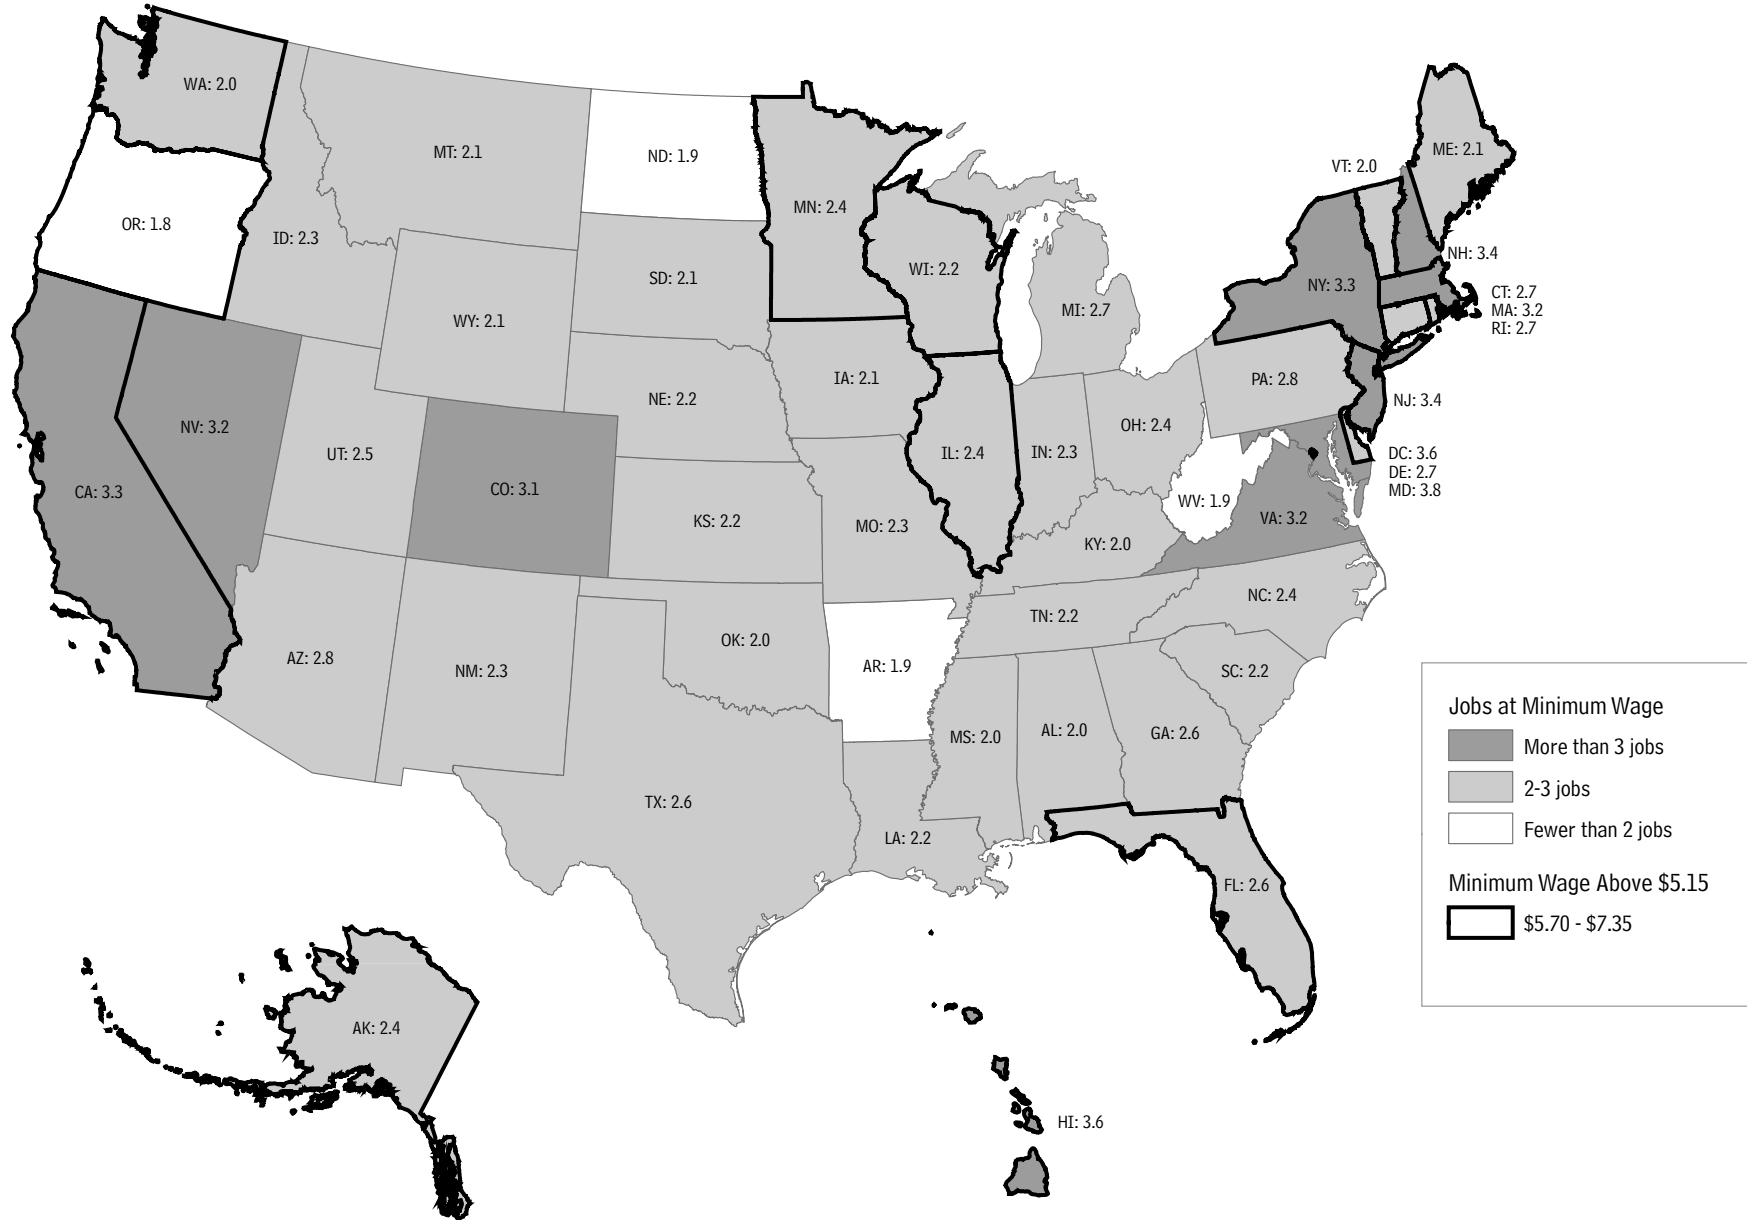 WA: 2.0
MT: 2.1
ND: 1.9
MN: 2.4
VT: 2.0
ME: 2.1
OR: 1.8
ID: 2.3
SD: 2.1
WI: 2.2
MI: 2.7
NY: 3.3
NH: 3.4
CT: 2.7
MA: 3.2
RI: 2.7
WY: 2.1
IA: 2.1
PA: 2.8
NJ: 3.4
NE: 2.2
NV: 3.2
UT: 2.5
IL: 2.4
IN: 2.3
OH: 2.4
DC: 3.6
DE: 2.7
MD: 3.8
CA: 3.3
CO: 3.1
KS: 2.2
MO: 2.3
WV: 1.9
VA: 3.2
KY: 2.0
NC: 2.4
TN: 2.2
AZ: 2.8
NM: 2.3
OK: 2.0
AR: 1.9
SC: 2.2
MS: 2.0
AL: 2.0
GA: 2.6
TX: 2.6
LA: 2.2
FL: 2.6
AK: 2.4
HI: 3.6
Jobs at Minimum Wage
More than 3 jobs
2-3 jobs
Fewer than 2 jobs
Minimum Wage Above $5.15
$5.70 - $7.35